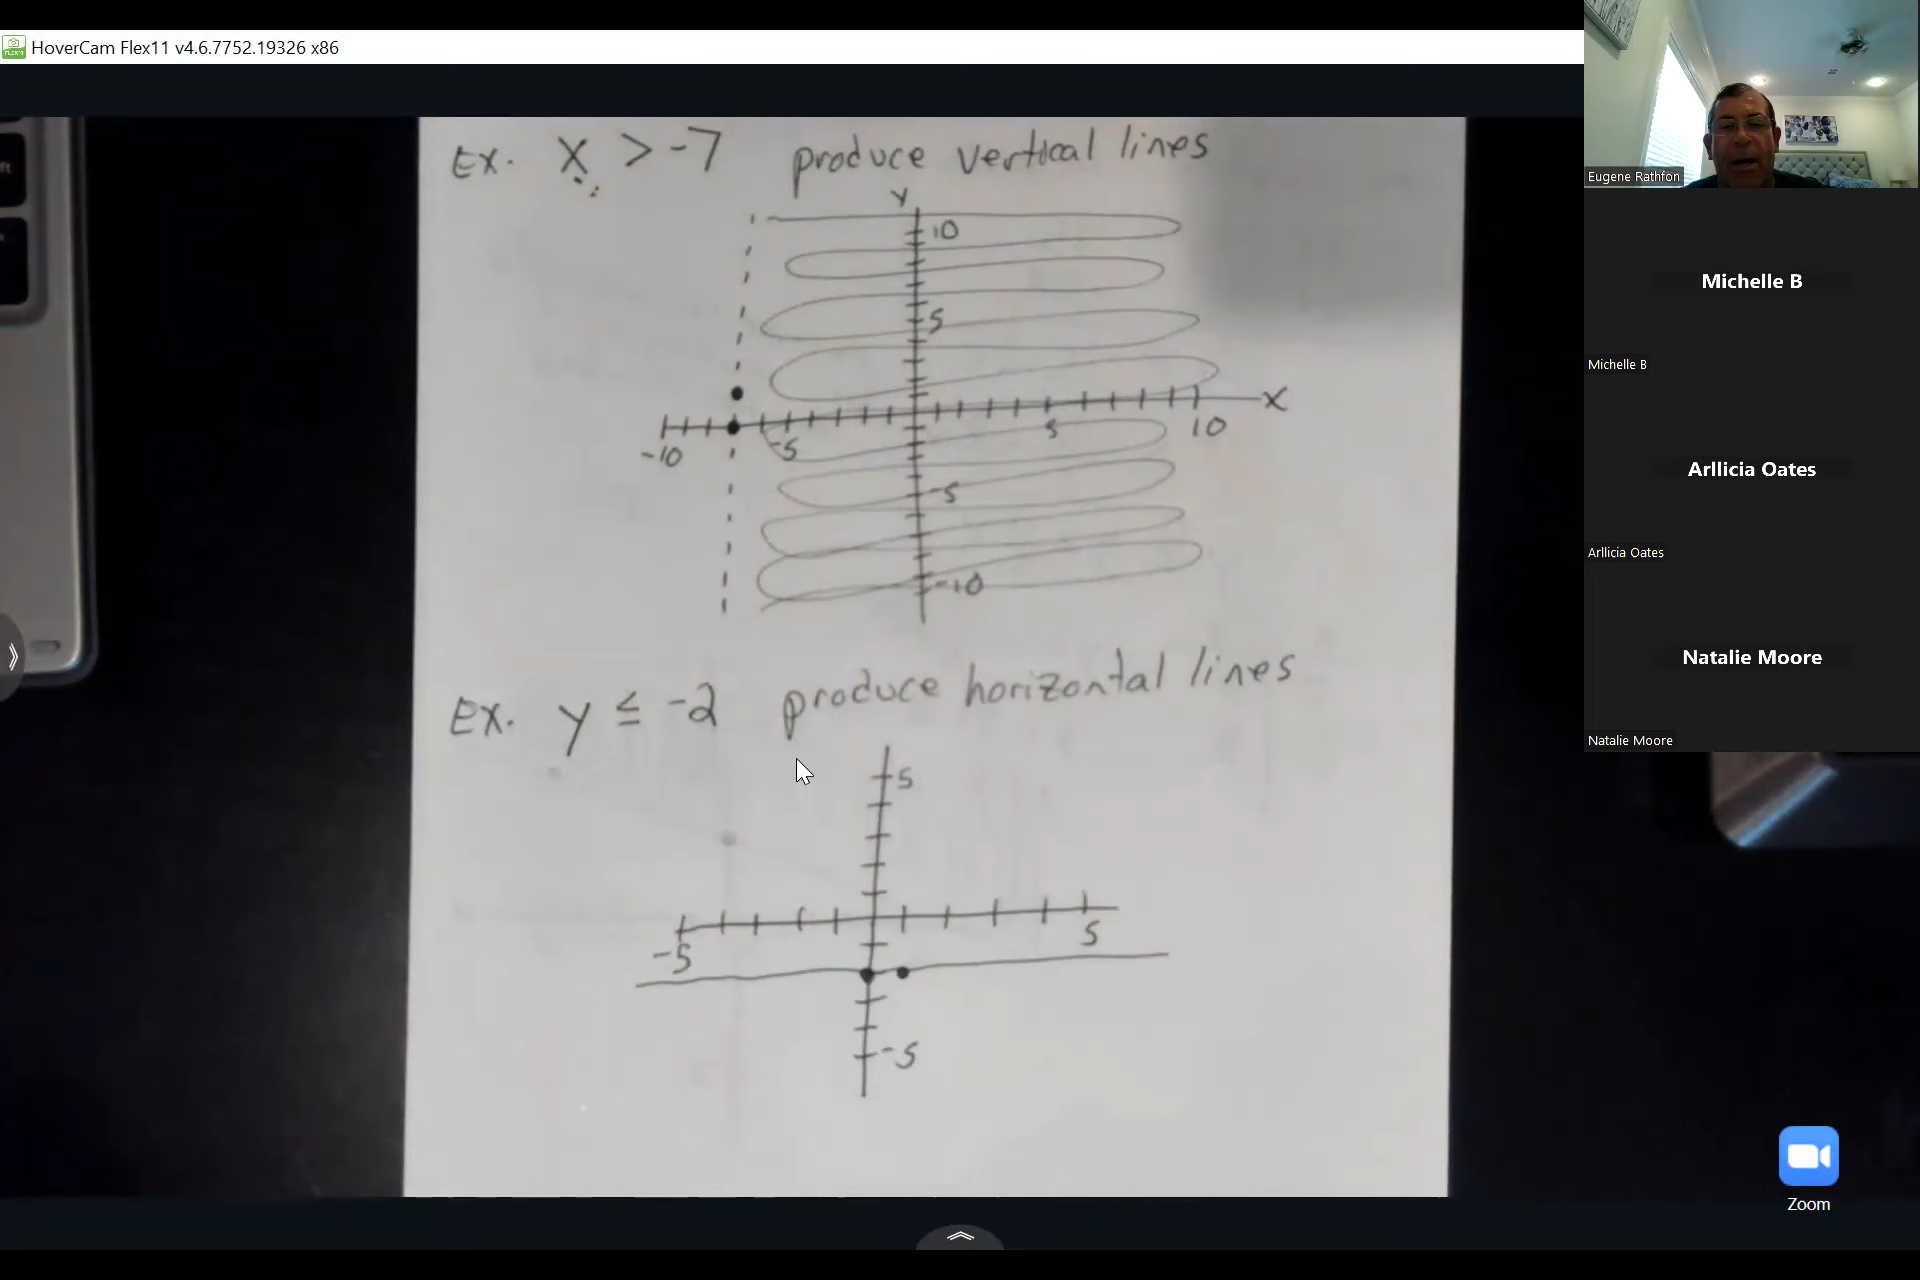 HoverCam Flex11 v4.6.7752.19326 x86
Ex. x > -7 produce vertical lines
y
10
5
x
-10 -5 5 10
-5
-10
Ex. y ≤ -2 produce horizontal lines
5
-5 5
-5
Eugene Rathfon
Michelle B
Michelle B
Arllicia Oates
Arllicia Oates
Natalie Moore
Natalie Moore
Zoom